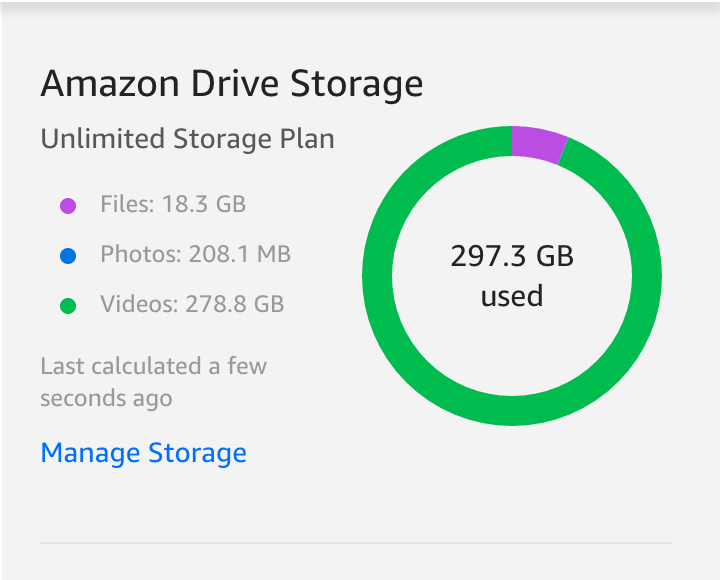 Amazon Drive Storage
Unlimited Storage Plan
Files: 18.3 GB
Photos: 208.1 MB
Videos: 278.8 GB
297.3 GB
used
Last calculated a few
seconds ago
Manage Storage